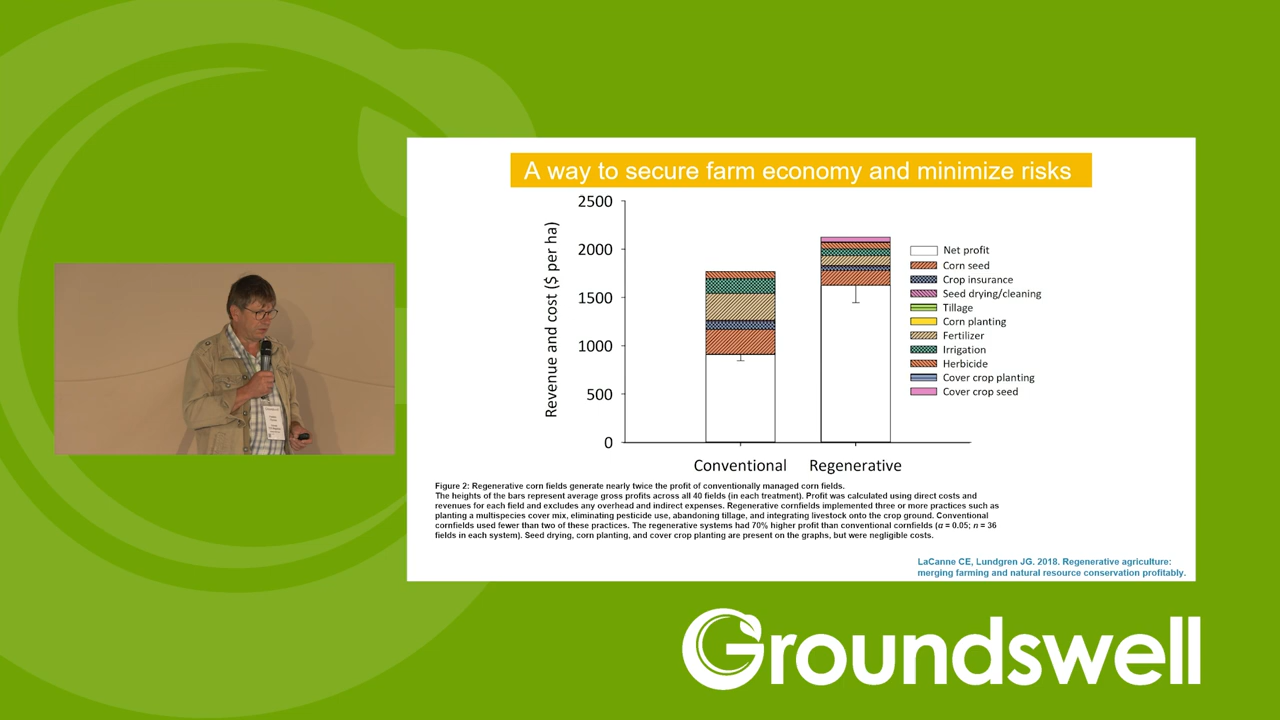 A way to secure farm economy and minimize risks
Revenue and cost ($ per ha)
2500
2000
1500
1000
500
0
Conventional
Regenerative
Net profit
Corn seed
Crop insurance
Seed drying/cleaning
Tillage
Corn planting
Fertilizer
Irrigation
Herbicide
Cover crop planting
Cover crop seed
Figure 2: Regenerative corn fields generate nearly twice the profit of conventionally managed corn fields.
The heights of the bars represent average gross profits across all 40 fields (in each treatment). Profit was calculated using direct costs and
revenues for each field and excludes any overhead and indirect expenses. Regenerative cornfields implemented three or more practices such as
planting a multispecies cover mix, eliminating pesticide use, abandoning tillage, and integrating livestock onto the crop ground. Conventional
cornfields used fewer than two of these practices. The regenerative systems had 70% higher profit than conventional cornfields (α = 0.05; n = 36
fields in each system). Seed drying, corn planting, and cover crop planting are present on the graphs, but were negligible costs.
LaCanne CE, Lundgren JG. 2018. Regenerative agriculture:
merging farming and natural resource conservation profitably.
Groundswell